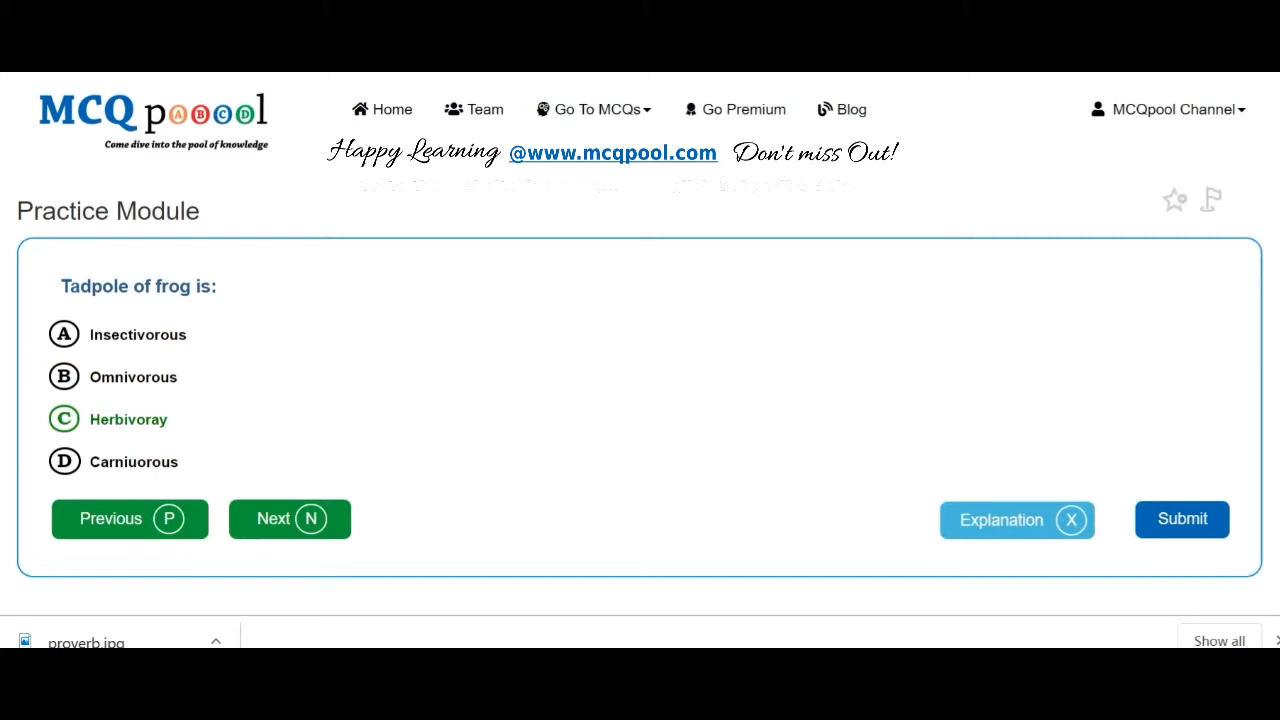 MCQ pooool
A B C D
Come dive into the pool of knowledge
Home Team Go To MCQs Go Premium Blog MCQpool Channel
Happy Learning @www.mcqpool.com Don't miss Out!
Practice Module
Tadpole of frog is:
A Insectivorous
B Omnivorous
C Herbivoray
D Carniuorous
Previous P Next N Explanation X Submit
proverb.jpg Show all